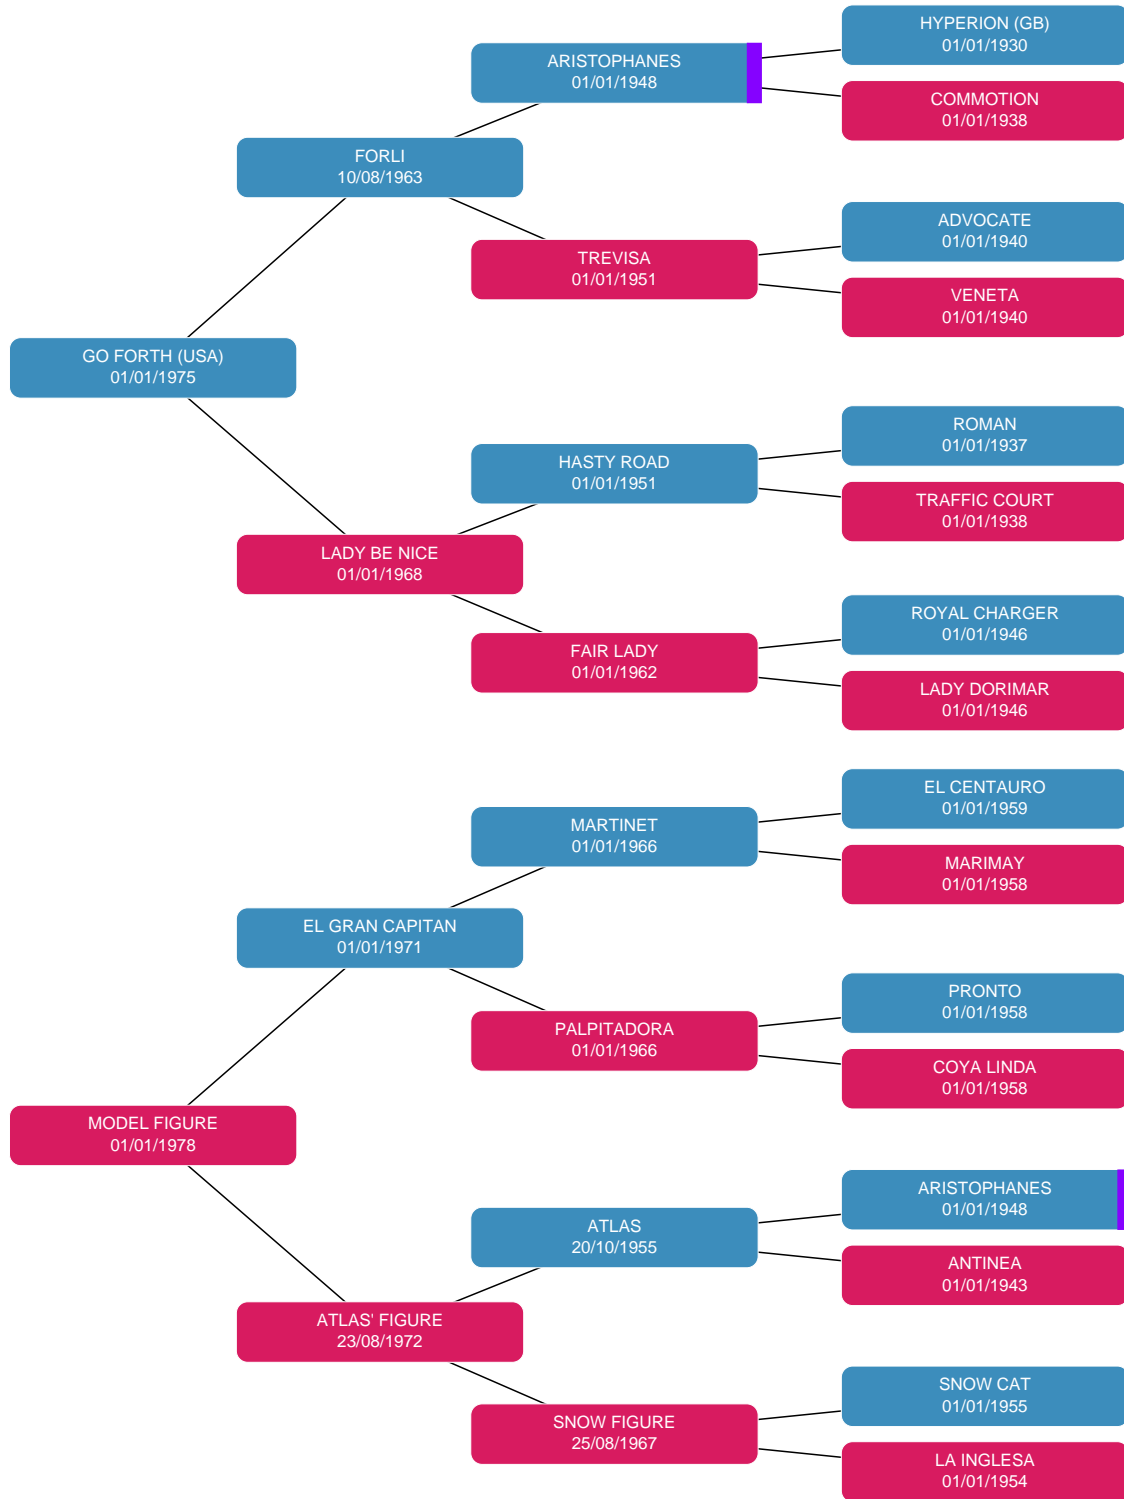 HYPERION (GB)
01/01/1930
ARISTOPHANES
01/01/1948
COMMOTION
01/01/1938
FORLI
10/08/1963
ADVOCATE
01/01/1940
TREVISA
01/01/1951
VENETA
01/01/1940
GO FORTH (USA)
01/01/1975
ROMAN
01/01/1937
HASTY ROAD
01/01/1951
TRAFFIC COURT
01/01/1938
LADY BE NICE
01/01/1968
ROYAL CHARGER
01/01/1946
FAIR LADY
01/01/1962
LADY DORIMAR
01/01/1946
EL CENTAURO
01/01/1959
MARTINET
01/01/1966
MARIMAY
01/01/1958
EL GRAN CAPITAN
01/01/1971
PRONTO
01/01/1958
PALPITADORA
01/01/1966
COYA LINDA
01/01/1958
MODEL FIGURE
01/01/1978
ARISTOPHANES
01/01/1948
ATLAS
20/10/1955
ANTINEA
01/01/1943
ATLAS' FIGURE
23/08/1972
SNOW CAT
01/01/1955
SNOW FIGURE
25/08/1967
LA INGLESA
01/01/1954